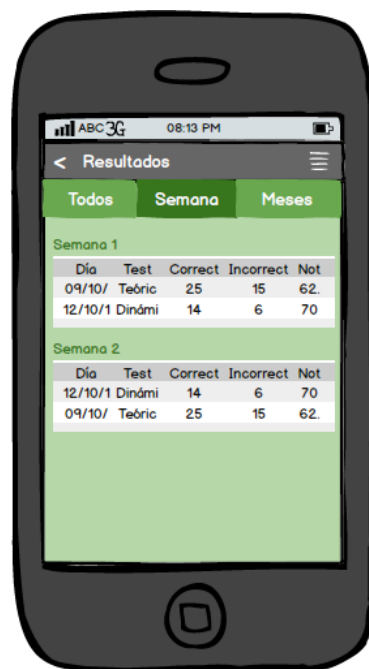 ABC 3G 08:13 PM
< Resultados
Todos Semana Meses
Semana 1
Día Test Correct Incorrect Not
09/10/ Teóric 25 15 62.
12/10/1 Dinámi 14 6 70
Semana 2
Día Test Correct Incorrect Not
12/10/1 Dinámi 14 6 70
09/10/ Teóric 25 15 62.